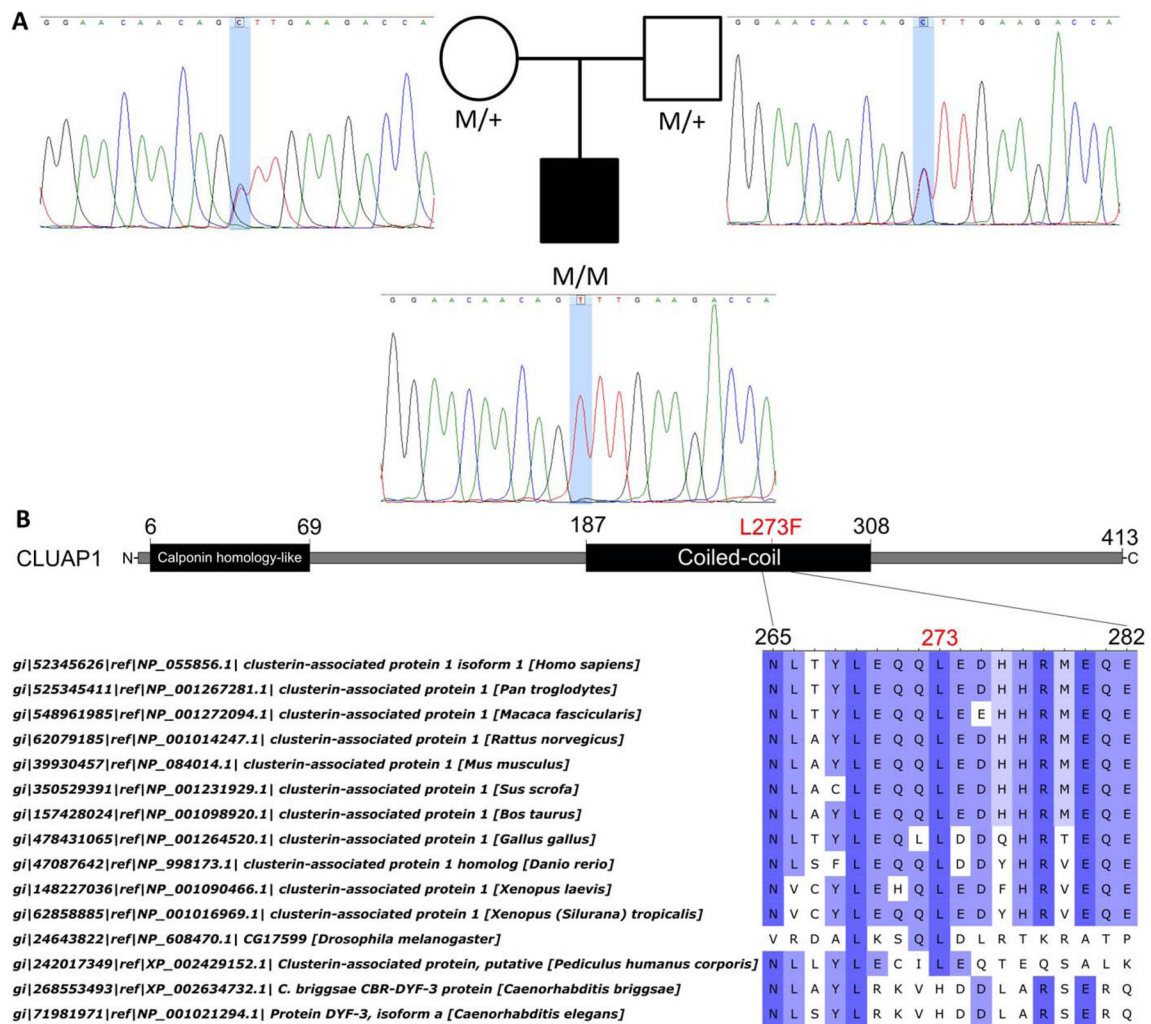 A
G G A A C A A C A G C T T G A A G A C C A
G G A A C A A C A G C T T G A A G A C C A
M/+
M/+
M/M
G G A A C A A C A G T T T G A A G A C C A
B
6 69 187 L273F 308 413
CLUAP1 N- Calponin homology-like Coiled-coil -C
265 273 282
gi|52345626|ref|NP_055856.1| clusterin-associated protein 1 isoform 1 [Homo sapiens] N L T Y L E Q Q L E D H H R M E Q E
gi|525345411|ref|NP_001267281.1| clusterin-associated protein 1 [Pan troglodytes] N L T Y L E Q Q L E D H H R M E Q E
gi|548961985|ref|NP_001272094.1| clusterin-associated protein 1 [Macaca fascicularis] N L T Y L E Q Q L E E H H R M E Q E
gi|62079185|ref|NP_001014247.1| clusterin-associated protein 1 [Rattus norvegicus] N L A Y L E Q Q L E D H H R M E Q E
gi|39930457|ref|NP_084014.1| clusterin-associated protein 1 [Mus musculus] N L A Y L E Q Q L E D H H R M E Q E
gi|350529391|ref|NP_001231929.1| clusterin-associated protein 1 [Sus scrofa] N L A C L E Q Q L E D H H R M E Q E
gi|157428024|ref|NP_001098920.1| clusterin-associated protein 1 [Bos taurus] N L A Y L E Q Q L E D H H R M E Q E
gi|478431065|ref|NP_001264520.1| clusterin-associated protein 1 [Gallus gallus] N L T Y L E Q L L D D Q H R T E Q E
gi|47087642|ref|NP_998173.1| clusterin-associated protein 1 homolog [Danio rerio] N L S F L E Q Q L D D Y H R V E Q E
gi|148227036|ref|NP_001090466.1| clusterin-associated protein 1 [Xenopus laevis] N V C Y L E H Q L E D F H R V E Q E
gi|62858885|ref|NP_001016969.1| clusterin-associated protein 1 [Xenopus (Silurana) tropicalis] N V C Y L E Q Q L E D Y H R V E Q E
gi|24643822|ref|NP_608470.1| CG17599 [Drosophila melanogaster] V R D A L K S Q L D L R T K R A T P
gi|242017349|ref|XP_002429152.1| Clusterin-associated protein, putative [Pediculus humanus corporis] N L L Y L E C I L E Q T E Q S A L K
gi|268553493|ref|XP_002634732.1| C. briggsae CBR-DYF-3 protein [Caenorhabditis briggsae] N L A Y L R K V H D D L A R S E R Q
gi|71981971|ref|NP_001021294.1| Protein DYF-3, isoform a [Caenorhabditis elegans] N L S Y L R K V H D D L A R S E R Q